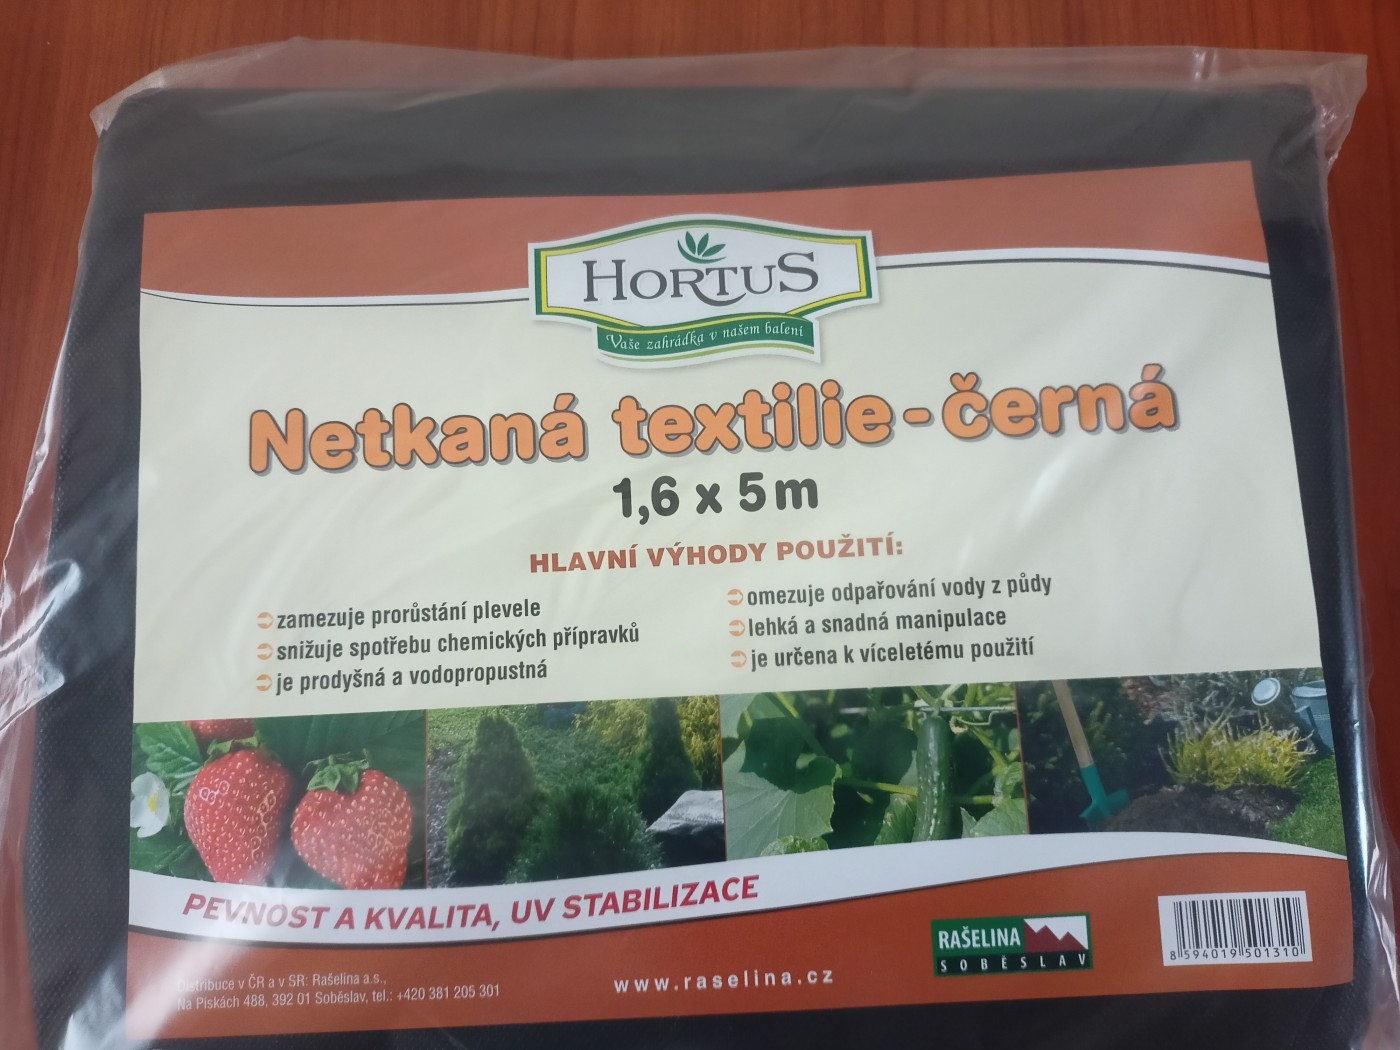 HORTUS
Vaše zahrádka v našem balení
Netkaná textilie - černá
1,6 x 5 m
HLAVNÍ VÝHODY POUŽITÍ:
zamezuje prorůstání plevele
snižuje spotřebu chemických přípravků
je prodyšná a vodopropustná
omezuje odpařování vody z půdy
lehká a snadná manipulace
je určena k víceletému použití
PEVNOST A KVALITA, UV STABILIZACE
Distribuce v ČR a v SR: Rašelina a.s.,
Na Pískách 488, 392 01 Soběslav, tel.: +420 381 205 301
www.raselina.cz
RAŠELINA
SOBĚSLAV
8 594019 501310